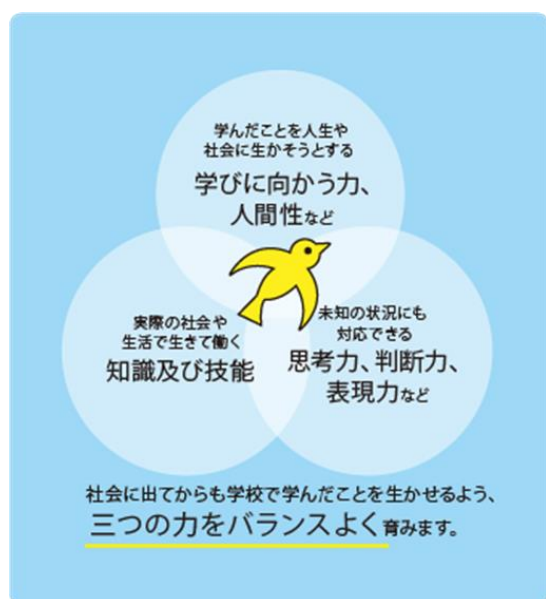 学んだことを人生や
社会に生かそうとする
学びに向かう力、
人間性など
実際の社会や
生活で生きて働く
知識及び技能
未知の状況にも
対応できる
思考力、判断力、
表現力など
社会に出てからも学校で学んだことを生かせるよう、
三つの力をバランスよく育みます。